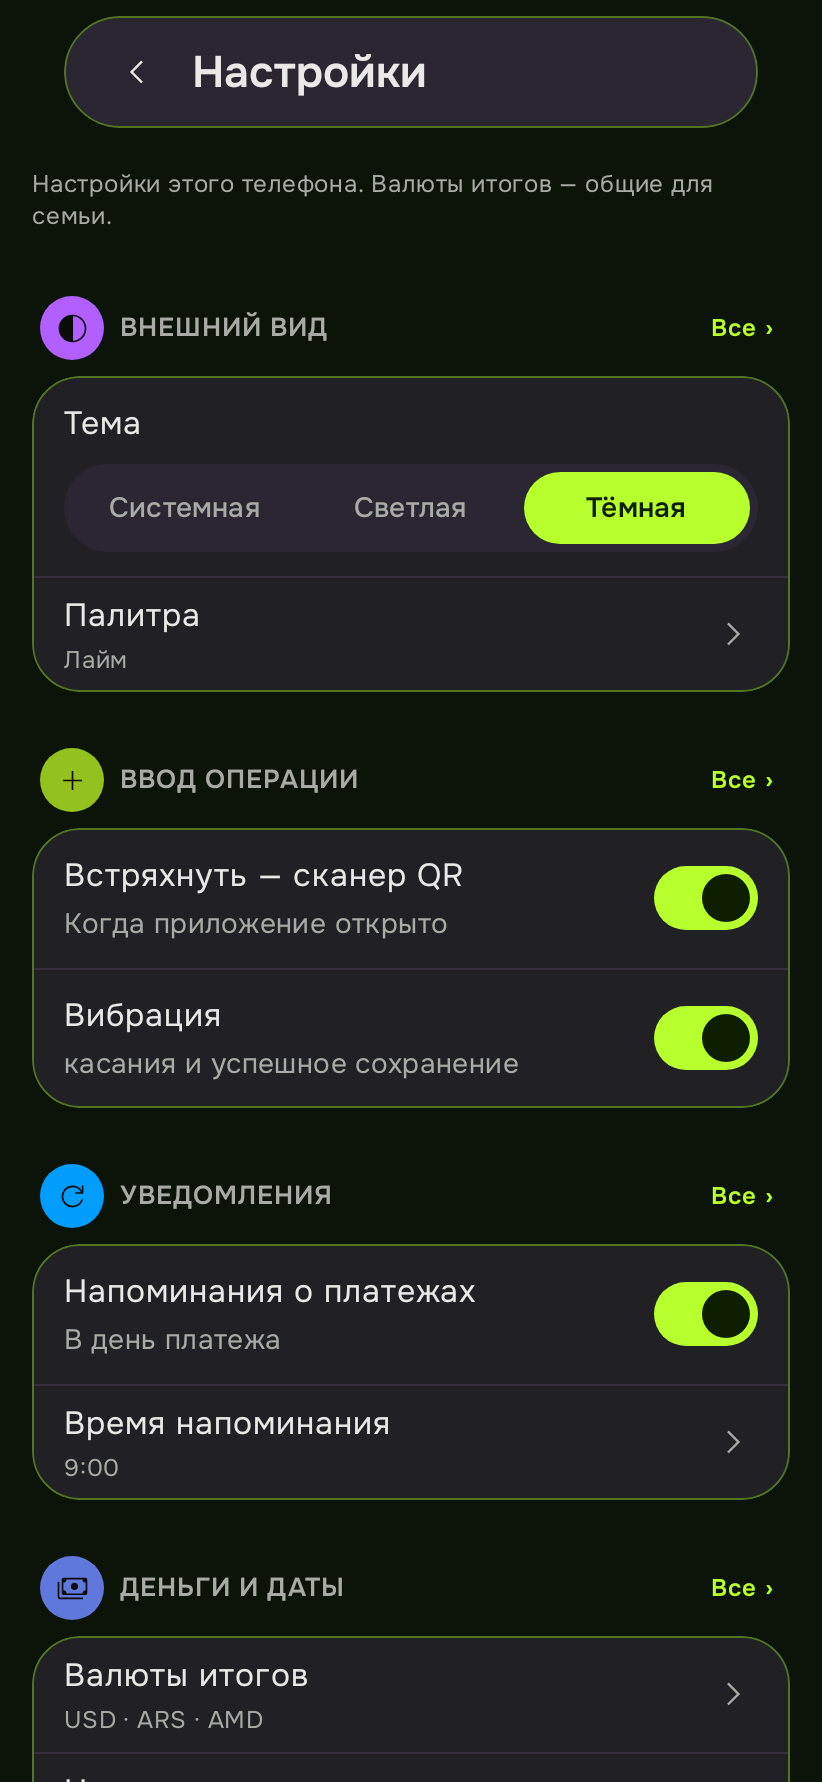 Настройки
Настройки этого телефона. Валюты итогов — общие для
семьи.
ВНЕШНИЙ ВИД
Все ›
Тема
Системная
Светлая
Тёмная
Палитра
Лайм
ВВОД ОПЕРАЦИИ
Все ›
Встряхнуть — сканер QR
Когда приложение открыто
Вибрация
касания и успешное сохранение
УВЕДОМЛЕНИЯ
Все ›
Напоминания о платежах
В день платежа
Время напоминания
9:00
ДЕНЬГИ И ДАТЫ
Все ›
Валюты итогов
USD · ARS · AMD